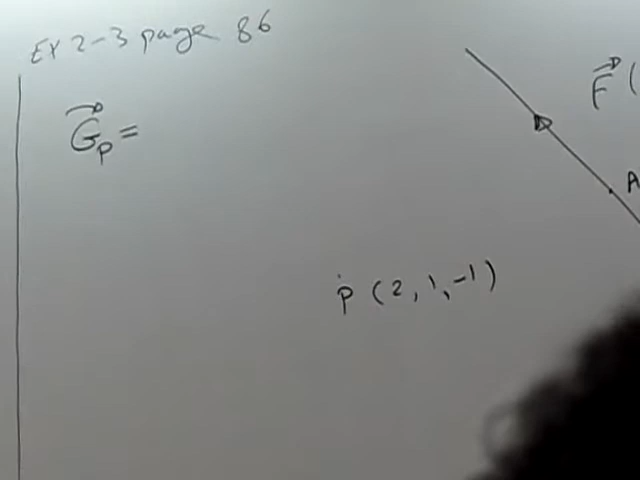 Ex 2-3 page 86
F⃗ (
G⃗p =
A
p (2, 1, -1)